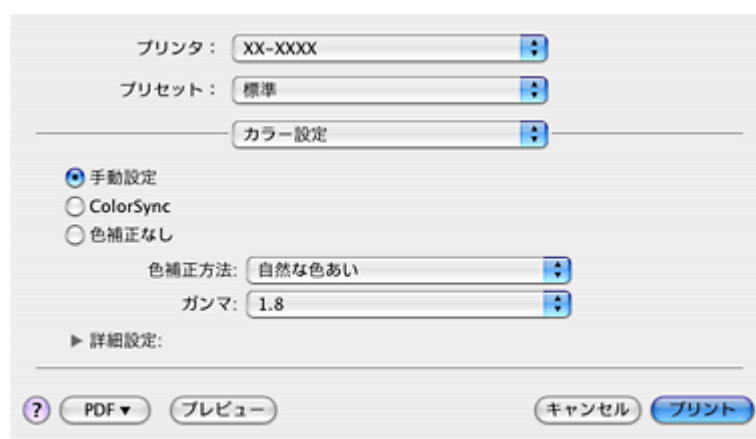 プリンタ： XX-XXXX
プリセット： 標準
カラー設定
手動設定
ColorSync
色補正なし
色補正方法: 自然な色あい
ガンマ: 1.8
詳細設定:
? PDF プレビュー キャンセル プリント